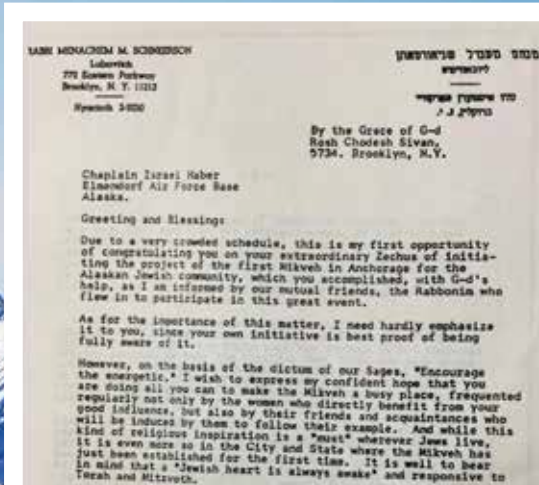 RABBI MENACHEM M. SCHNEERSON
Lubavitch
770 Eastern Parkway
Brooklyn, N. Y. 11213
Hyacinth
מנחם מענדל שניאורסאהן
ליובאוויטש
ברוקלין, נ. י.
By the Grace of G-d
Rosh Chodesh Sivan,
5734. Brooklyn, N.Y.
Chaplain Israel Haber
Elmendorf Air Force Base
Alaska.
Greeting and Blessing:
Due to a very crowded schedule, this is my first opportunity
of congratulating you on your extraordinary Zechus of initia-
ting the project of the first Mikveh in Anchorage for the
Alaskan Jewish community, which you accomplished, with G-d's
help, as I am informed by our mutual friends, the Rabbonim who
flew in to participate in this great event.
As for the importance of this matter, I need hardly emphasize
it to you, since your own initiative is best proof of being
fully aware of it.
However, on the basis of the dictum of our Sages, "Encourage
the energetic," I wish to express my confident hope that you
are doing all you can to make the Mikveh a busy place, frequented
regularly not only by the women who directly benefit from your
good influence, but also by their friends and acquaintances who
will be induced by them to follow their example. And while this
kind of religious inspiration is a "must" wherever Jews live,
it is even more so in the City and State where the Mikveh has
just been established for the first time. It is well to bear
in mind that a "Jewish heart is always awake" and responsive to
Torah and Mitzvoth.